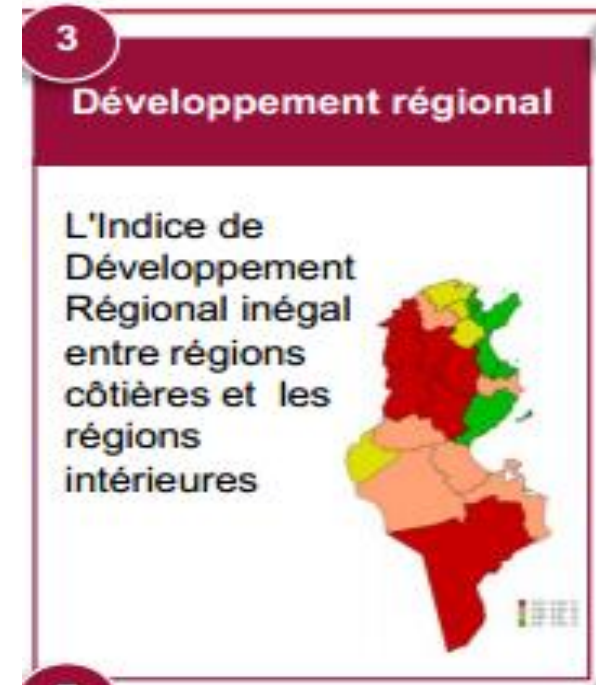 3
Développement régional
L'Indice de
Développement
Régional inégal
entre régions
côtières et les
régions
intérieures